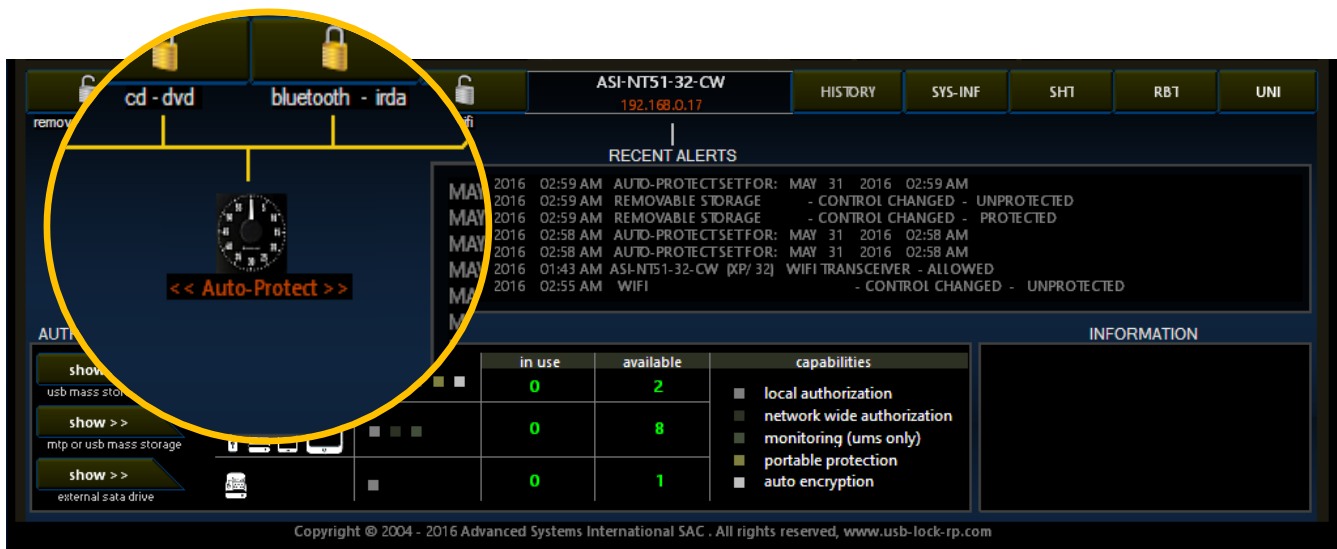 cd - dvd
bluetooth - irda
ASI-NT51-32-CW
192.168.0.17
HISTORY
SYS-INF
SHT
RBT
UNI
RECENT ALERTS
2016 02:59 AM AUTO-PROTECT SET FOR: MAY 31 2016 02:59 AM
2016 02:59 AM REMOVABLE STORAGE - CONTROL CHANGED - UNPROTECTED
2016 02:59 AM REMOVABLE STORAGE - CONTROL CHANGED - PROTECTED
2016 02:58 AM AUTO-PROTECT SET FOR: MAY 31 2016 02:58 AM
2016 02:58 AM AUTO-PROTECT SET FOR: MAY 31 2016 02:58 AM
2016 01:43 AM ASI-NT51-32-CW (XP/ 32) WIFI TRANSCEIVER - ALLOWED
2016 02:55 AM WIFI - CONTROL CHANGED - UNPROTECTED
<< Auto-Protect >>
INFORMATION
in use
available
capabilities
show
usb mass
0
2
local authorization
network wide authorization
monitoring (ums only)
portable protection
auto encryption
show >>
mtp or usb mass storage
0
8
show >>
external sata drive
0
1
Copyright © 2004 - 2016 Advanced Systems International SAC . All rights reserved, www.usb-lock-rp.com